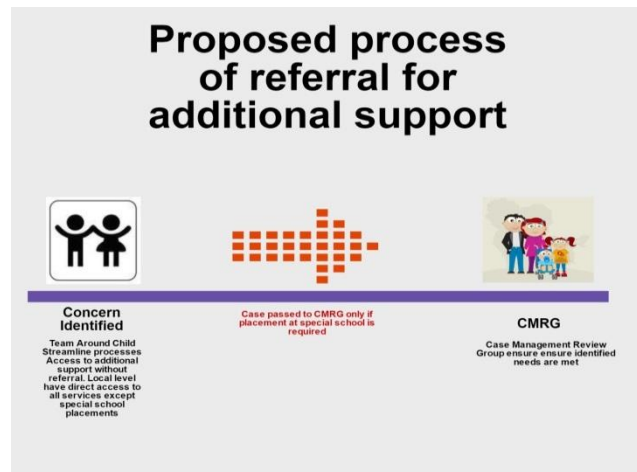 Proposed process
of referral for
additional support
Concern
Identified
Team Around Child
Streamline processes
Access to additional
support without
referral. Local level
have direct access to
all services except
special school
placements
Case passed to CMRG only if
placement at special school is
required
CMRG
Case Management Review
Group ensure ensure identified
needs are met